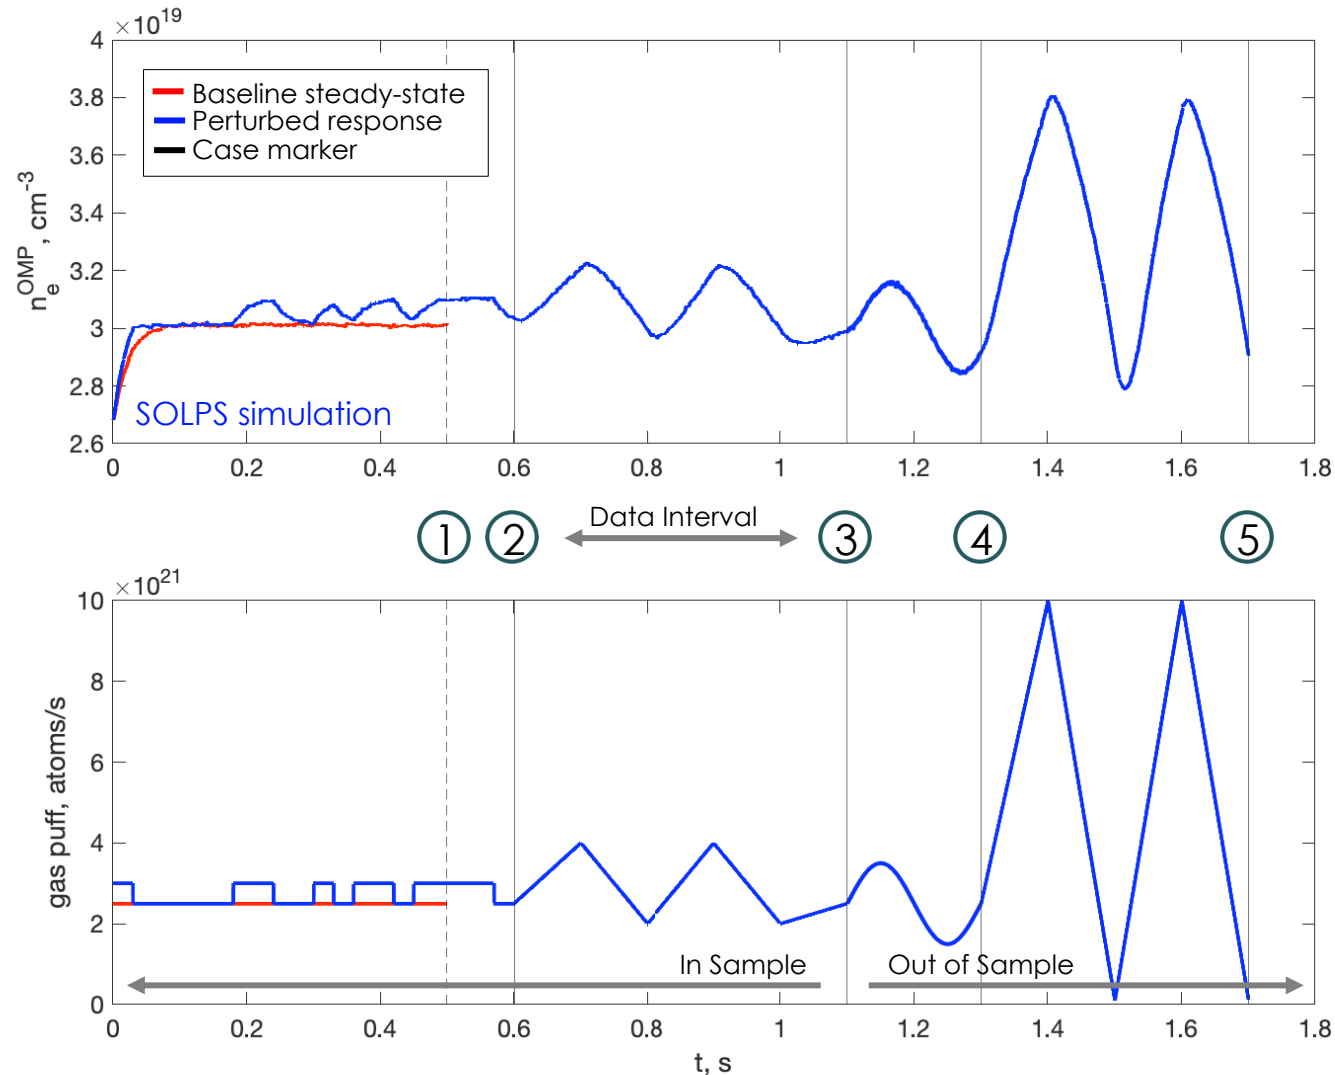 ×10^19
4
3.8
3.6
3.4
3.2
3
2.8
2.6
n_e^OMP, cm^-3
Baseline steady-state
Perturbed response
Case marker
SOLPS simulation
0 0.2 0.4 0.6 0.8 1 1.2 1.4 1.6 1.8
1 2 Data Interval 3 4 5
×10^21
10
8
6
4
2
0
gas puff, atoms/s
In Sample Out of Sample
0 0.2 0.4 0.6 0.8 1 1.2 1.4 1.6 1.8
t, s